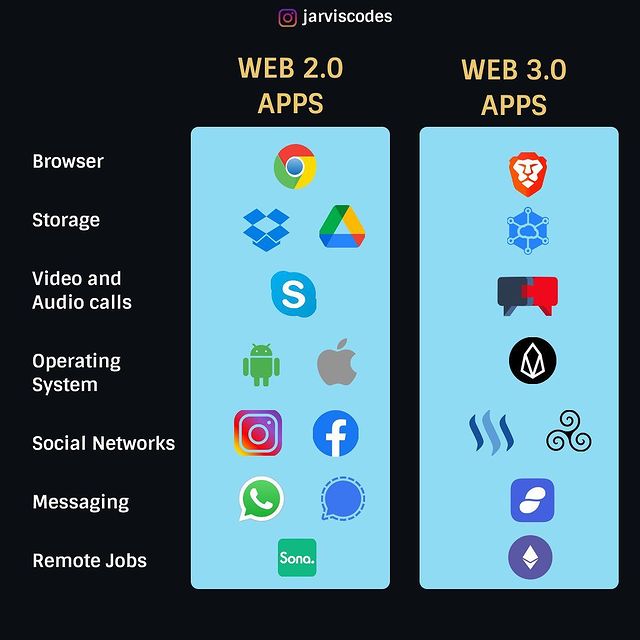 jarviscodes
WEB 2.0
APPS
WEB 3.0
APPS
Browser
Storage
Video and
Audio calls
S
Operating
System
Social Networks
Messaging
Remote Jobs
Sona.